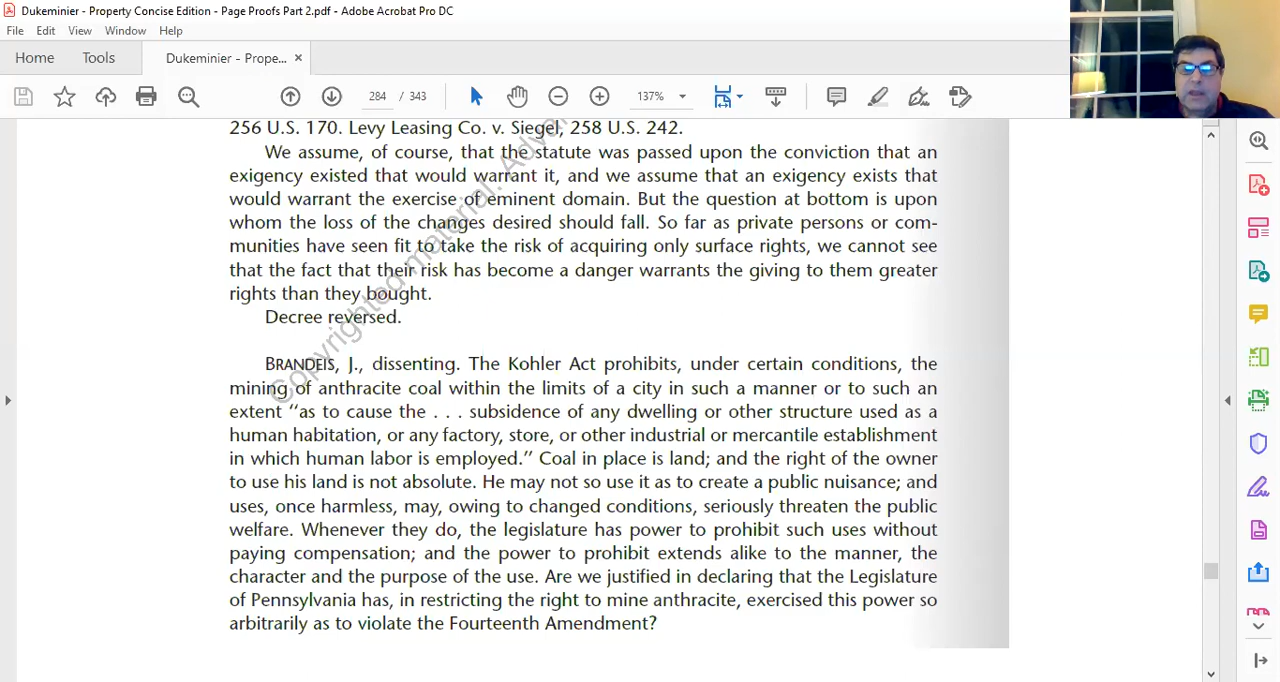 Dukeminier - Property Concise Edition - Page Proofs Part 2.pdf - Adobe Acrobat Pro DC
File Edit View Window Help
Home Tools Dukeminier - Prope... ×
284 / 343 137%
256 U.S. 170. Levy Leasing Co. v. Siegel, 258 U.S. 242.
We assume, of course, that the statute was passed upon the conviction that an
exigency existed that would warrant it, and we assume that an exigency exists that
would warrant the exercise of eminent domain. But the question at bottom is upon
whom the loss of the changes desired should fall. So far as private persons or com-
munities have seen fit to take the risk of acquiring only surface rights, we cannot see
that the fact that their risk has become a danger warrants the giving to them greater
rights than they bought.
Decree reversed.
BRANDEIS, J., dissenting. The Kohler Act prohibits, under certain conditions, the
mining of anthracite coal within the limits of a city in such a manner or to such an
extent "as to cause the . . . subsidence of any dwelling or other structure used as a
human habitation, or any factory, store, or other industrial or mercantile establishment
in which human labor is employed." Coal in place is land; and the right of the owner
to use his land is not absolute. He may not so use it as to create a public nuisance; and
uses, once harmless, may, owing to changed conditions, seriously threaten the public
welfare. Whenever they do, the legislature has power to prohibit such uses without
paying compensation; and the power to prohibit extends alike to the manner, the
character and the purpose of the use. Are we justified in declaring that the Legislature
of Pennsylvania has, in restricting the right to mine anthracite, exercised this power so
arbitrarily as to violate the Fourteenth Amendment?
Copyrighted material. Adva